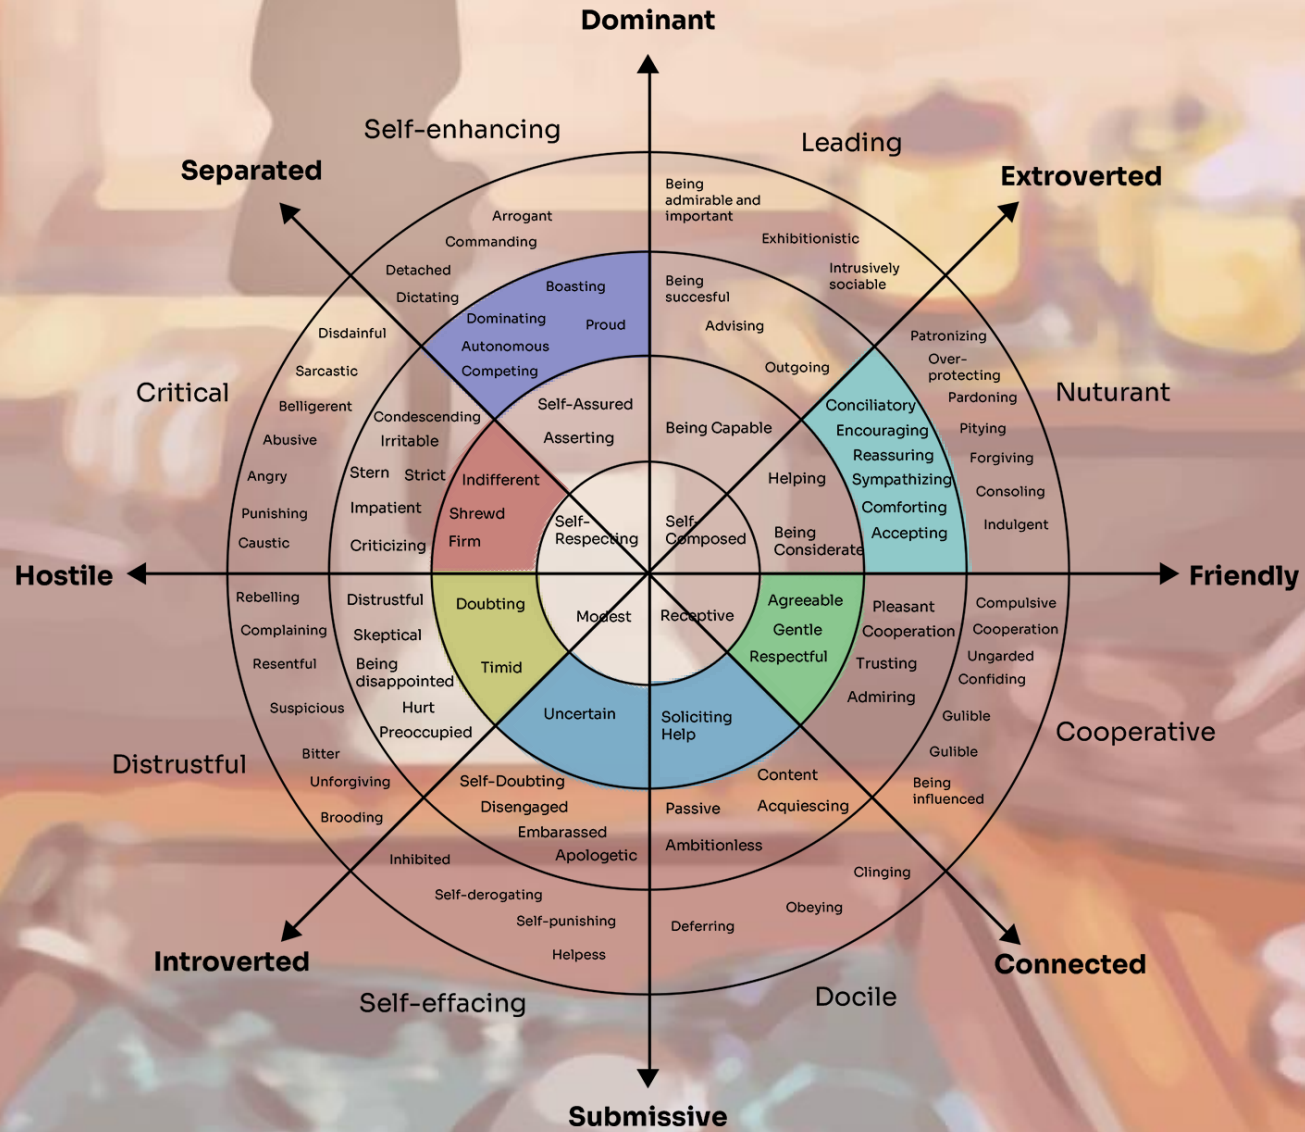 Dominant
Self-enhancing
Leading
Separated
Extroverted
Being
admirable and
important
Arrogant
Commanding
Exhibitionistic
Detached
Dictating
Intrusively
sociable
Boasting
Dominating
Proud
Autonomous
Competing
Being
succesful
Advising
Outgoing
Disdainful
Sarcastic
Belligerent
Abusive
Angry
Punishing
Caustic
Critical
Condescending
Irritable
Stern
Strict
Impatient
Criticizing
Self-Assured
Asserting
Being Capable
Indifferent
Shrewd
Firm
Self-
Respecting
Self-
Composed
Helping
Being
Considerate
Conciliatory
Encouraging
Reassuring
Sympathizing
Comforting
Accepting
Patronizing
Over-
protecting
Pardoning
Pitying
Forgiving
Consoling
Indulgent
Nuturant
Hostile
Friendly
Rebelling
Complaining
Resentful
Suspicious
Bitter
Unforgiving
Brooding
Distrustful
Distrustful
Skeptical
Being
disappointed
Hurt
Preoccupied
Doubting
Timid
Modest
Receptive
Agreeable
Gentle
Respectful
Pleasant
Cooperation
Trusting
Admiring
Compulsive
Cooperation
Ungarded
Confiding
Gulible
Gulible
Being
influenced
Cooperative
Uncertain
Soliciting
Help
Self-Doubting
Disengaged
Embarassed
Apologetic
Content
Passive
Acquiescing
Ambitionless
Inhibited
Self-derogating
Self-punishing
Helpess
Clinging
Obeying
Deferring
Introverted
Connected
Self-effacing
Docile
Submissive